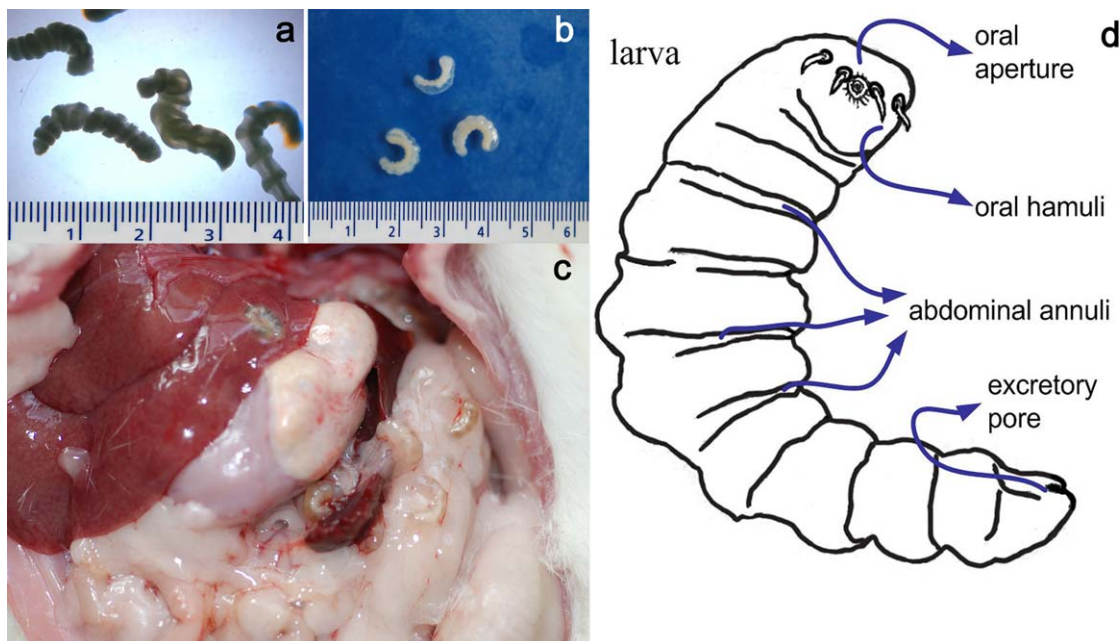 a
1 2 3 4
b
1 2 3 4 5 6
c
larva
d
oral
aperture
oral hamuli
abdominal annuli
excretory
pore